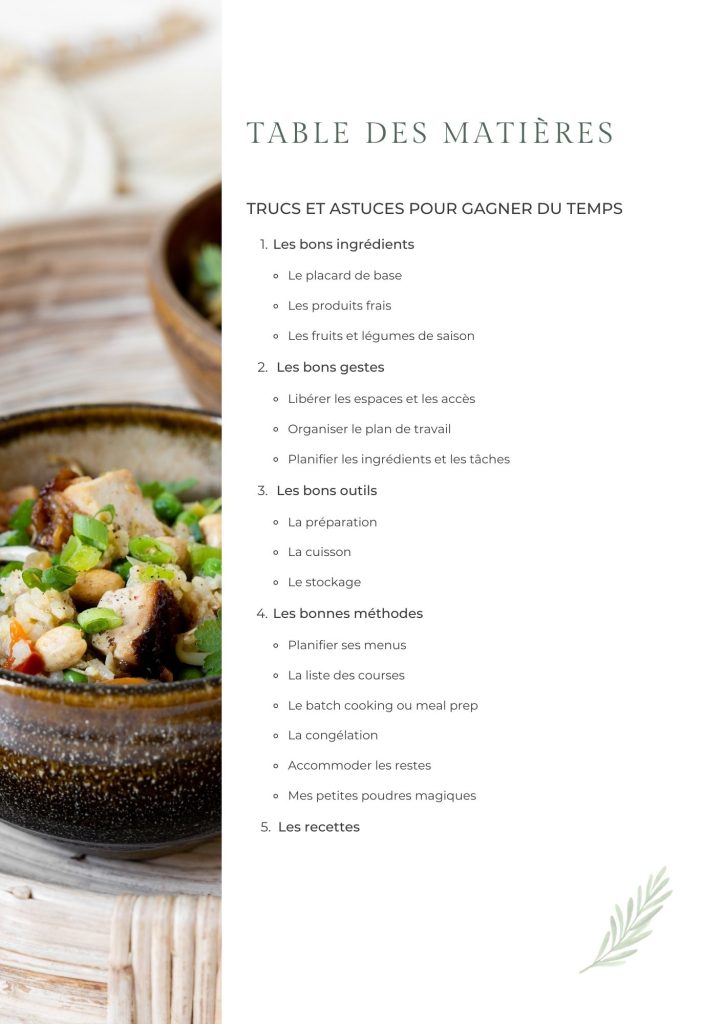 TABLE DES MATIÈRES
TRUCS ET ASTUCES POUR GAGNER DU TEMPS
1. Les bons ingrédients
Le placard de base
Les produits frais
Les fruits et légumes de saison
2. Les bons gestes
Libérer les espaces et les accès
Organiser le plan de travail
Planifier les ingrédients et les tâches
3. Les bons outils
La préparation
La cuisson
Le stockage
4. Les bonnes méthodes
Planifier ses menus
La liste des courses
Le batch cooking ou meal prep
La congélation
Accommoder les restes
Mes petites poudres magiques
5. Les recettes